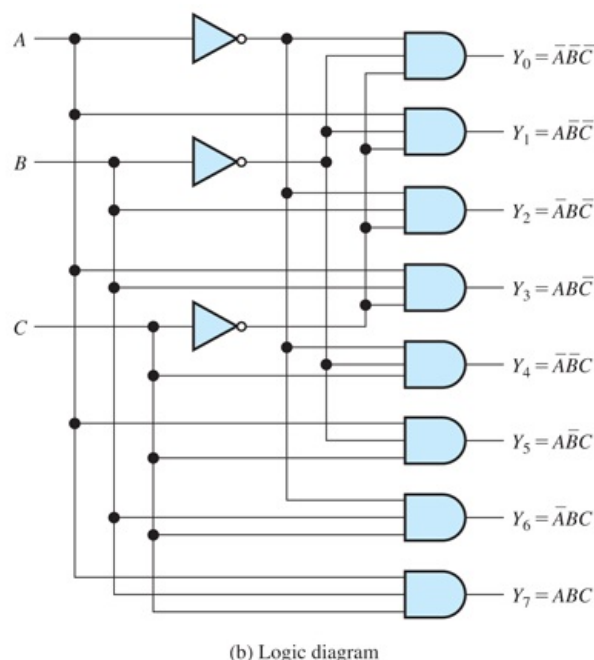 A
Y₀ = A̅B̅C̅
Y₁ = AB̅C̅
B
Y₂ = A̅BC̅
Y₃ = ABC̅
C
Y₄ = A̅B̅C
Y₅ = AB̅C
Y₆ = A̅BC
Y₇ = ABC
(b) Logic diagram